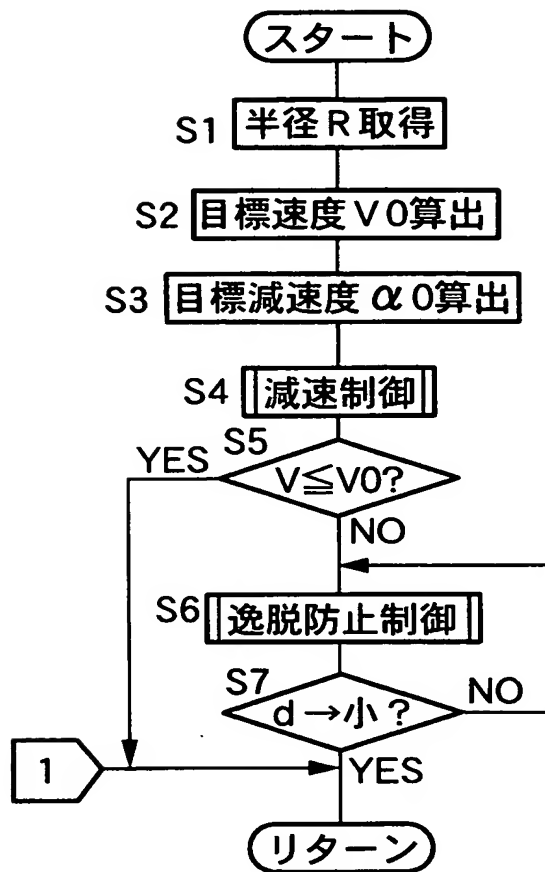 スタート
S1 半径R取得
S2 目標速度V0算出
S3 目標減速度α0算出
S4 減速制御
S5
YES V≦V0?
NO
S6 逸脱防止制御
S7
d→小? NO
1 YES
リターン